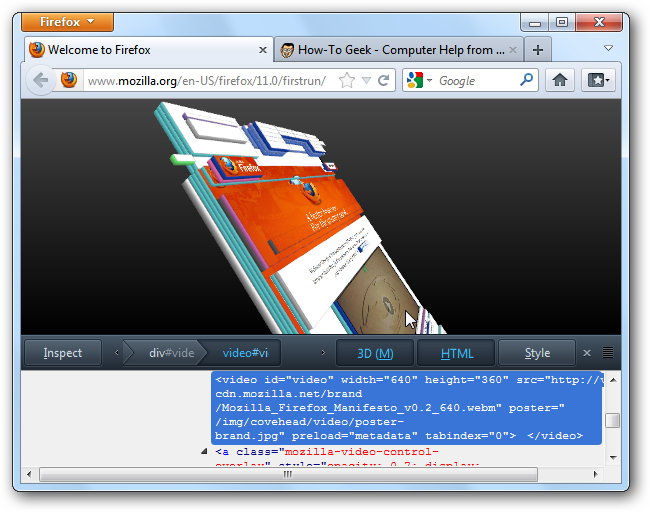 Firefox
Welcome to Firefox
How-To Geek - Computer Help from ...
www.mozilla.org/en-US/firefox/11.0/firstrun/
Google
Firefox
Inspect
div#vide
video#vi
3D (M)
HTML
Style
<video id="video" width="640" height="360" src="http://
cdn.mozilla.net/brand
/Mozilla_Firefox_Manifesto_v0.2_640.webm" poster="
/img/covehead/video/poster-
brand.jpg" preload="metadata" tabindex="0"> </video>
<a class="mozilla-video-control-
overlay" style="opacity: 0.7; display: